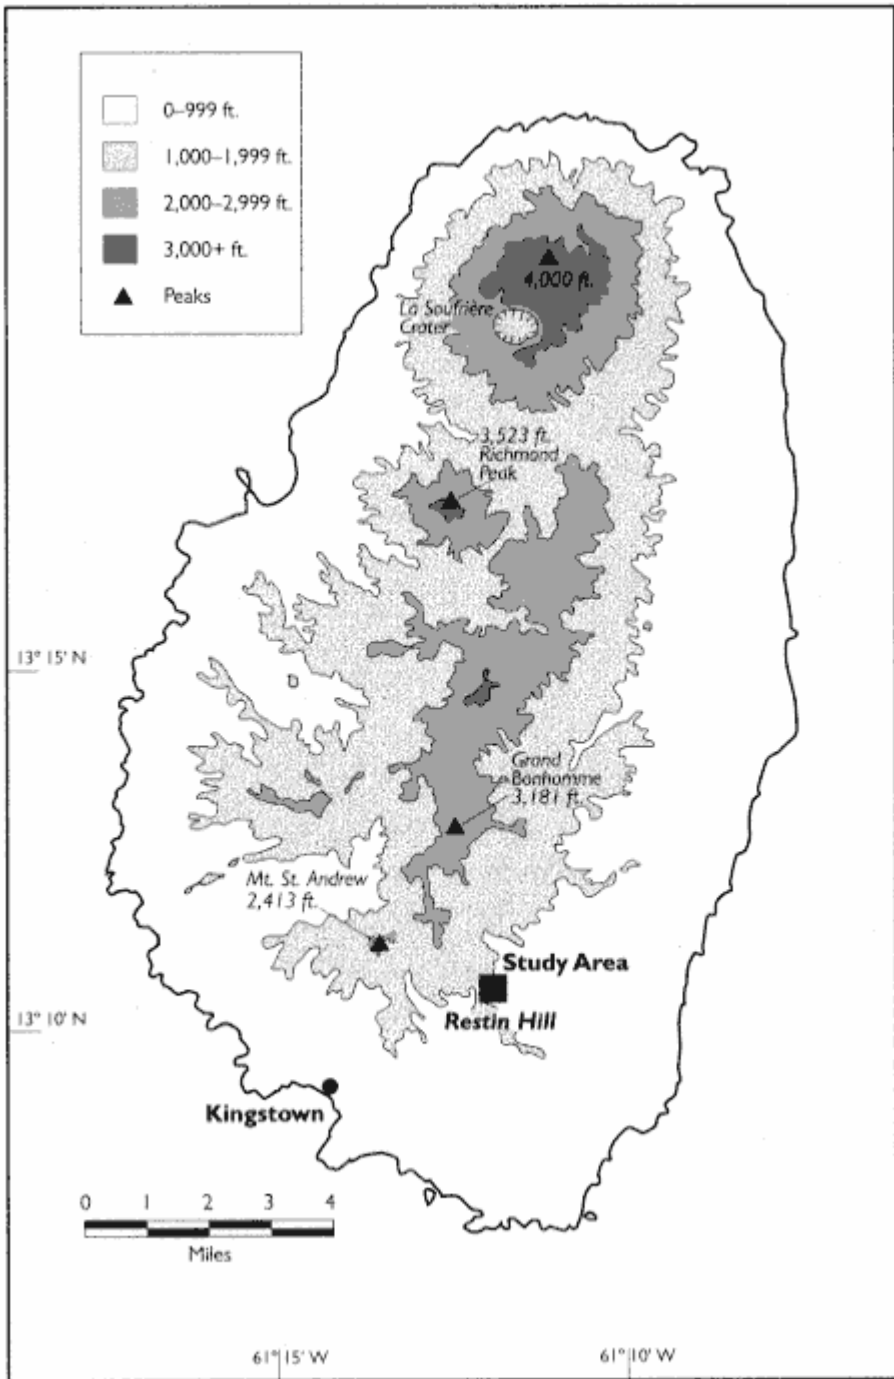 0–999 ft.
1,000–1,999 ft.
2,000–2,999 ft.
3,000+ ft.
Peaks
4,000 ft.
La Soufrière
Crater
3,523 ft.
Richmond
Peak
13° 15' N
Grand
Bonhomme
3,181 ft.
Mt. St. Andrew
2,413 ft.
Study Area
Restin Hill
13° 10' N
Kingstown
0 1 2 3 4
Miles
61° 15' W 61° 10' W